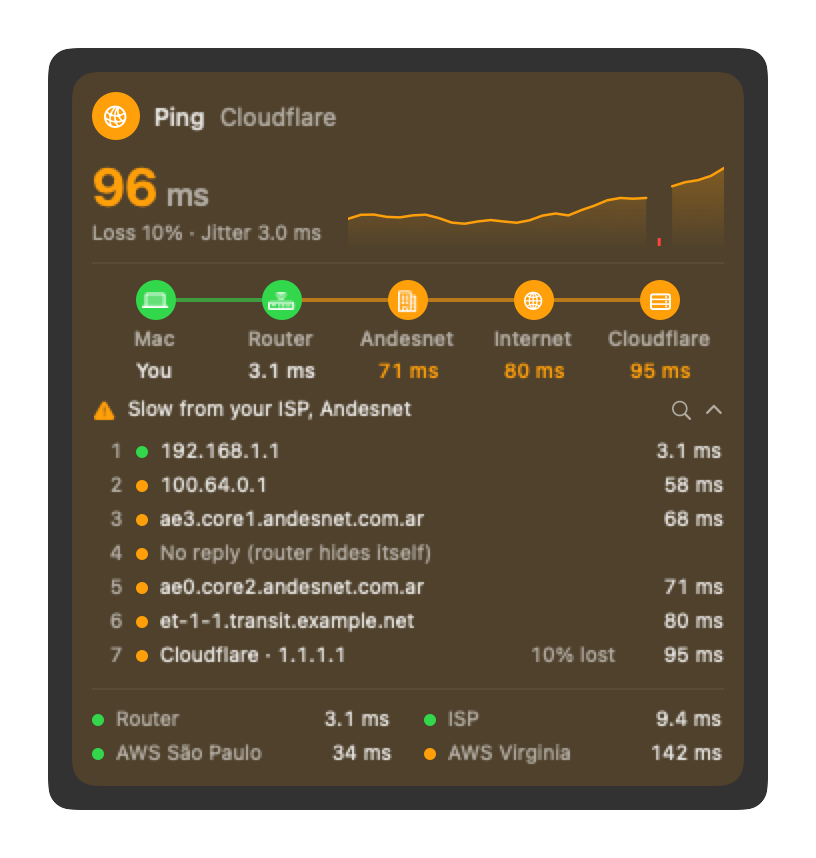 Ping Cloudflare
96 ms
Loss 10% · Jitter 3.0 ms
Mac Router Andesnet Internet Cloudflare
You 3.1 ms 71 ms 80 ms 95 ms
Slow from your ISP, Andesnet
1 192.168.1.1 3.1 ms
2 100.64.0.1 58 ms
3 ae3.core1.andesnet.com.ar 68 ms
4 No reply (router hides itself)
5 ae0.core2.andesnet.com.ar 71 ms
6 et-1-1.transit.example.net 80 ms
7 Cloudflare · 1.1.1.1 10% lost 95 ms
Router 3.1 ms ISP 9.4 ms
AWS São Paulo 34 ms AWS Virginia 142 ms